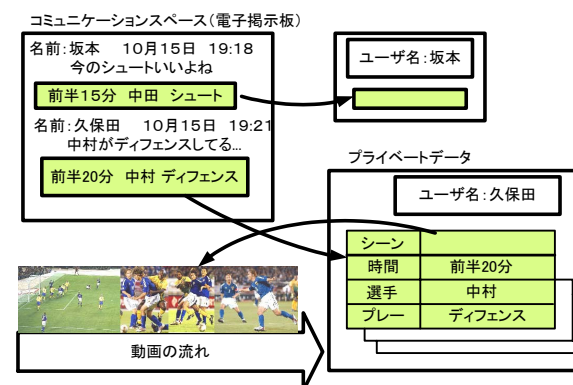 コミュニケーションスペース(電子掲示板)
名前:坂本 10月15日 19:18
今のシュートいいよね
前半15分 中田 シュート
名前:久保田 10月15日 19:21
中村がディフェンスしてる…
前半20分 中村 ディフェンス
ユーザ名:坂本
プライベートデータ
ユーザ名:久保田
シーン
時間 前半20分
選手 中村
プレー ディフェンス
動画の流れ